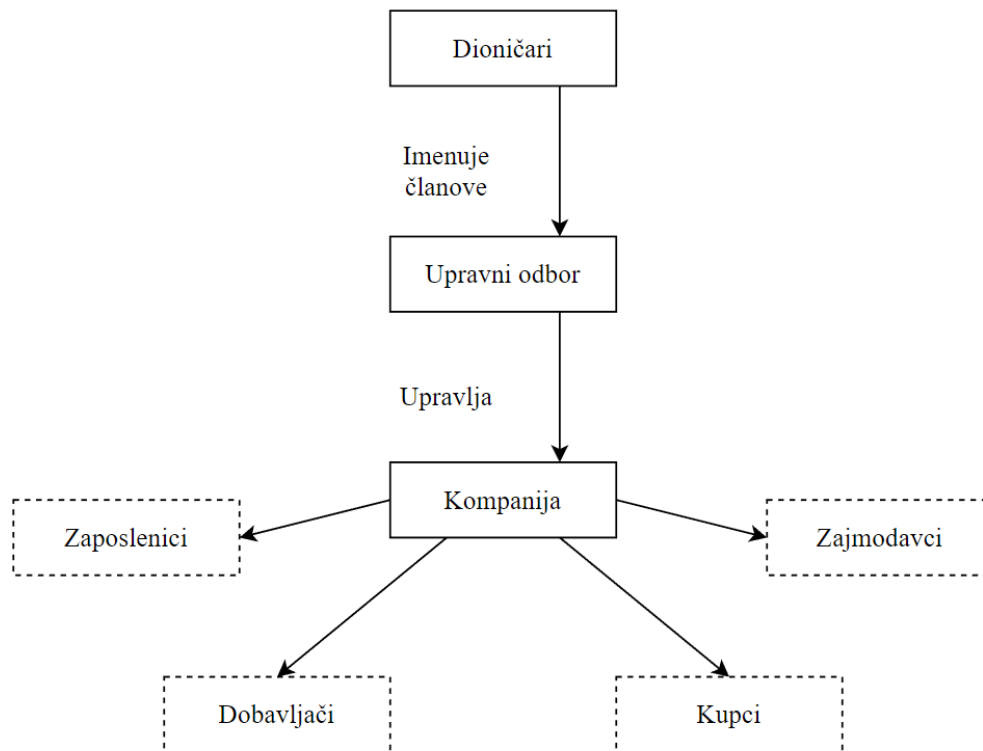 Dioničari
Imenuje
članove
Upravni odbor
Upravlja
Kompanija
Zaposlenici
Zajmodavci
Dobavljači
Kupci